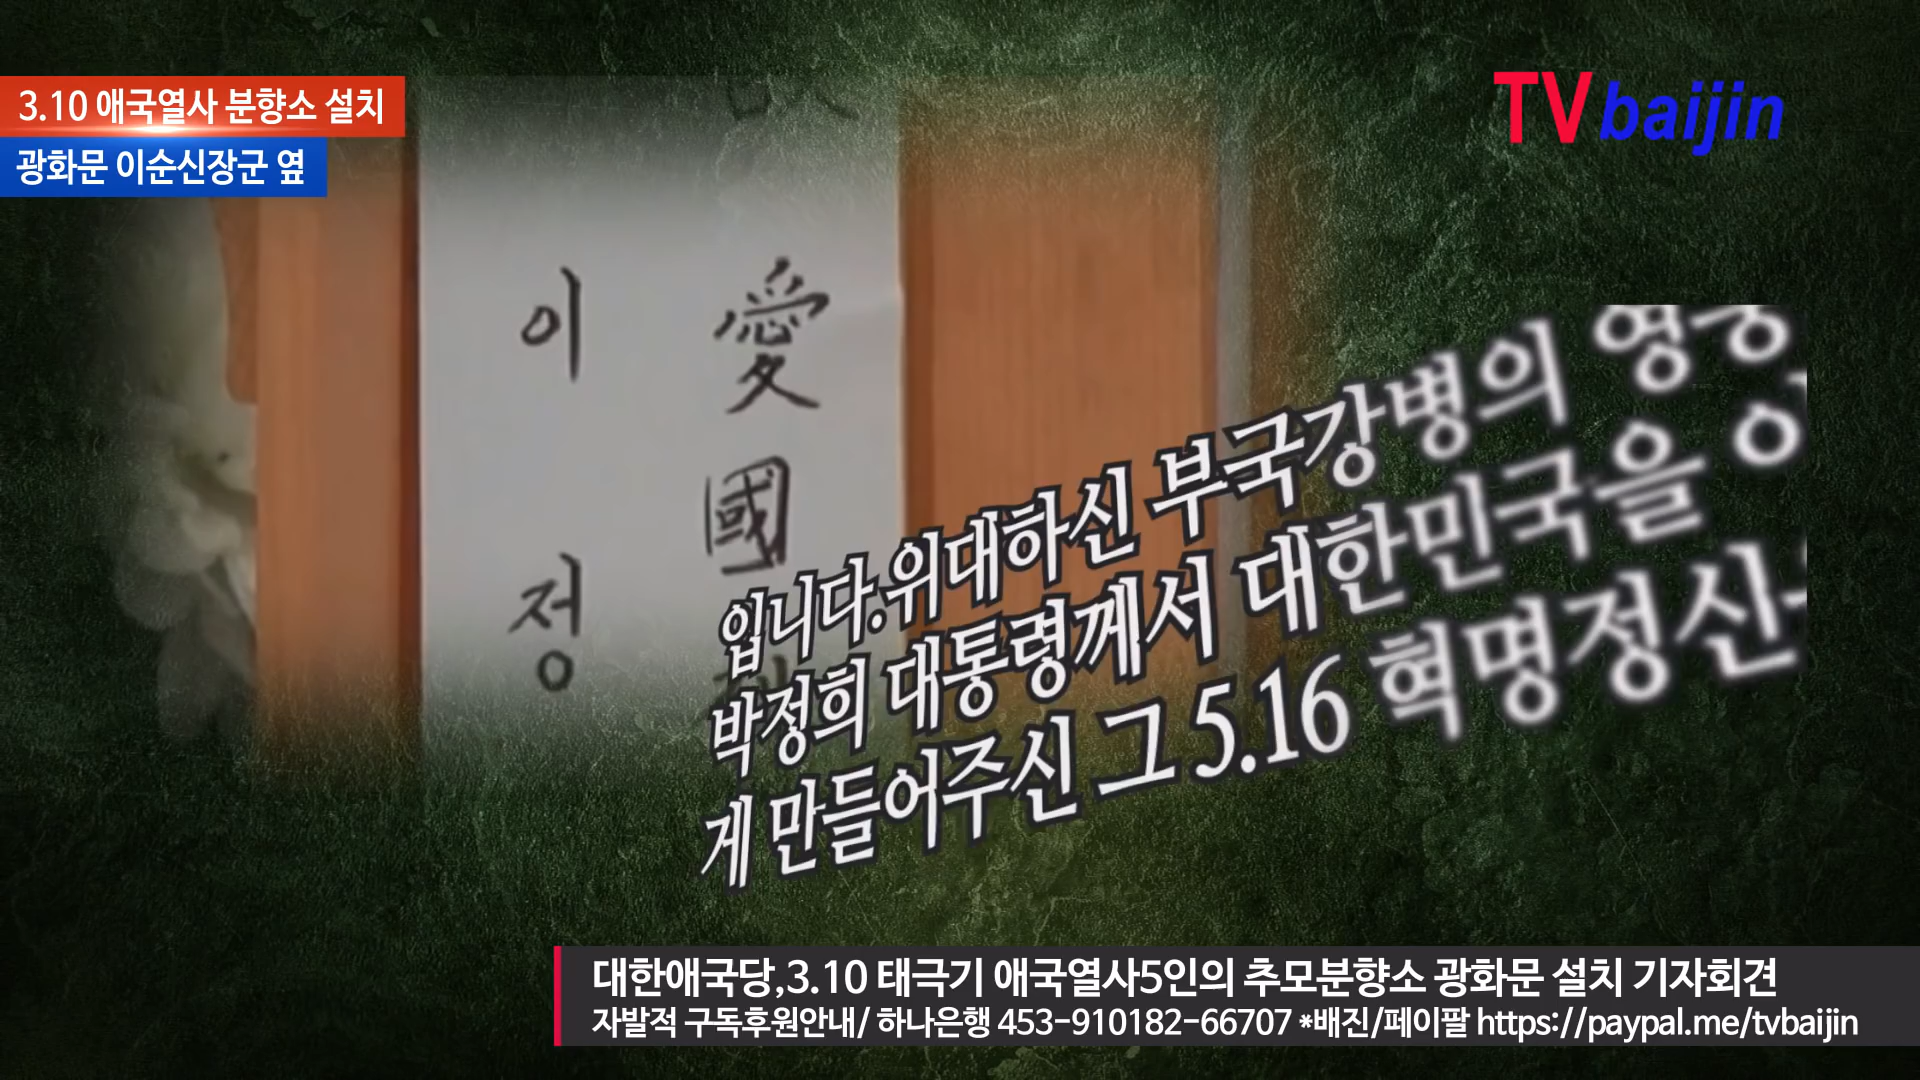 3.10 애국열사 분향소 설치
광화문 이순신장군 옆
TVbaijin
愛國
이정
입니다.위대하신 부국강병의 영웅
박정희 대통령께서 대한민국을
게 만들어주신 그 5.16 혁명정신
대한애국당,3.10 태극기 애국열사5인의 추모분향소 광화문 설치 기자회견
자발적 구독후원안내/ 하나은행 453-910182-66707 *배진/페이팔 https://paypal.me/tvbaijin